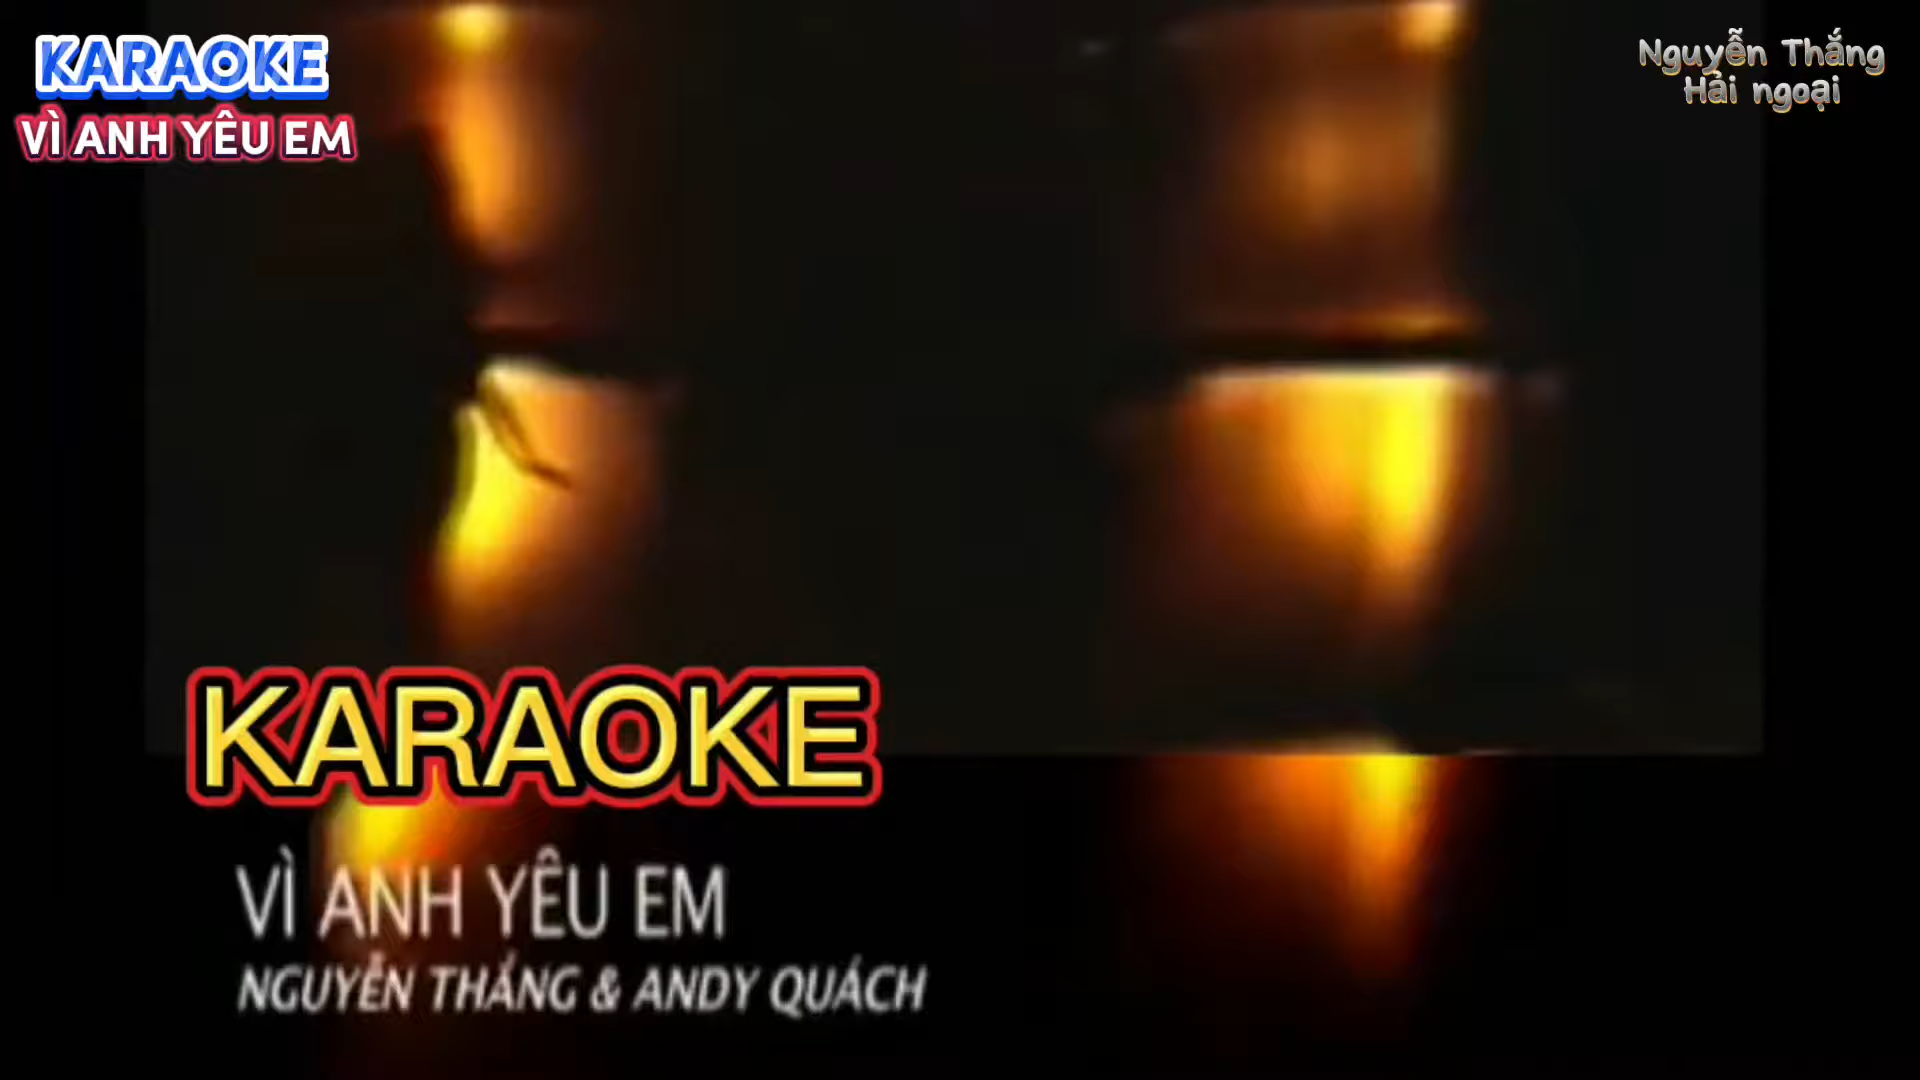 KARAOKE
VÌ ANH YÊU EM
Nguyễn Thắng
Hải ngoại
KARAOKE
VÌ ANH YÊU EM
NGUYỄN THẮNG & ANDY QUÁCH